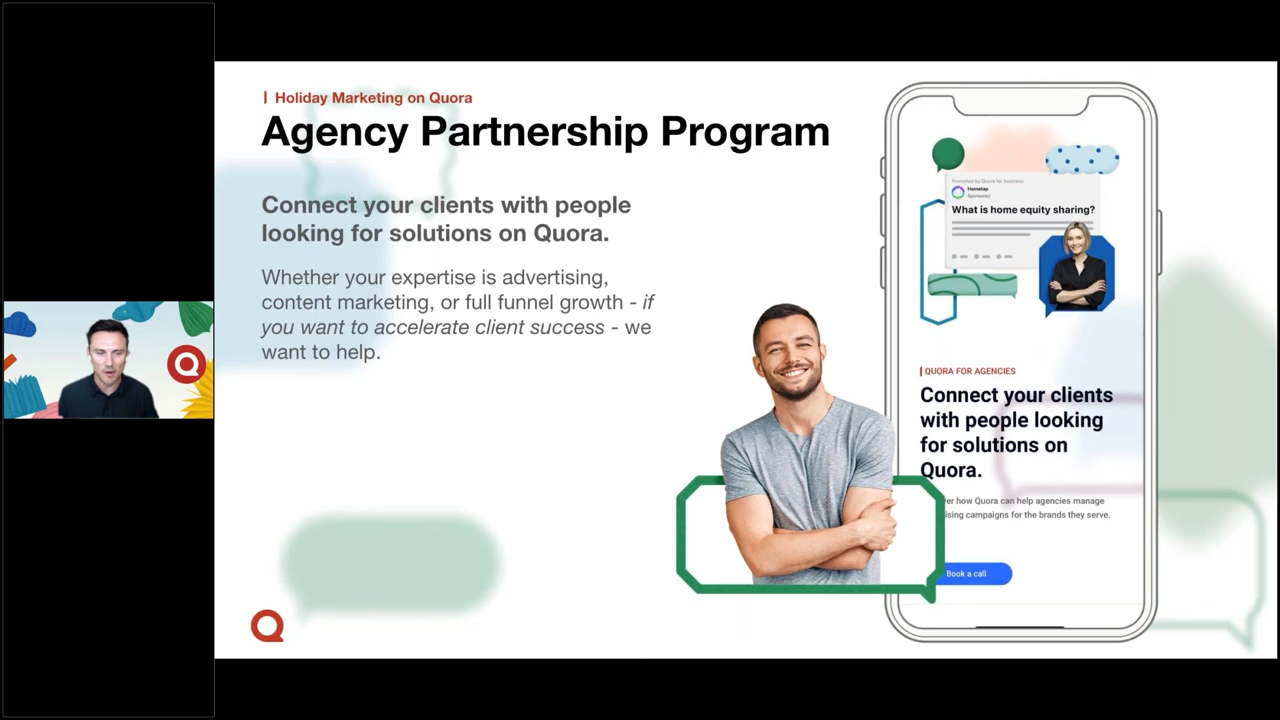 Holiday Marketing on Quora
Agency Partnership Program
Connect your clients with people
looking for solutions on Quora.
Whether your expertise is advertising,
content marketing, or full funnel growth - if
you want to accelerate client success - we
want to help.
Promoted by Quora for business
Hometap
Sponsored
What is home equity sharing?
QUORA FOR AGENCIES
Connect your clients
with people looking
for solutions on
Quora.
er how Quora can help agencies manage
ising campaigns for the brands they serve.
Book a call